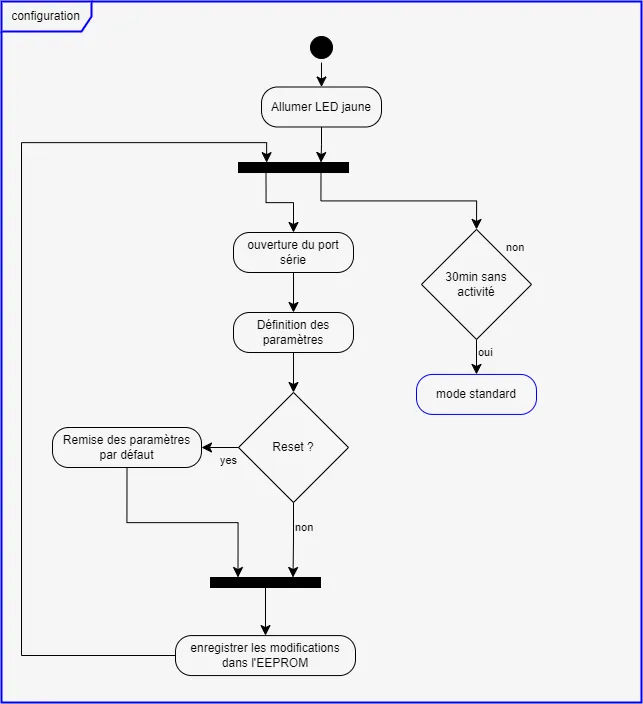 configuration
Allumer LED jaune
ouverture du port
série
non
30min sans
activité
Définition des
paramètres
oui
mode standard
Remise des paramètres
par défaut
Reset ?
yes
non
enregistrer les modifications
dans l'EEPROM